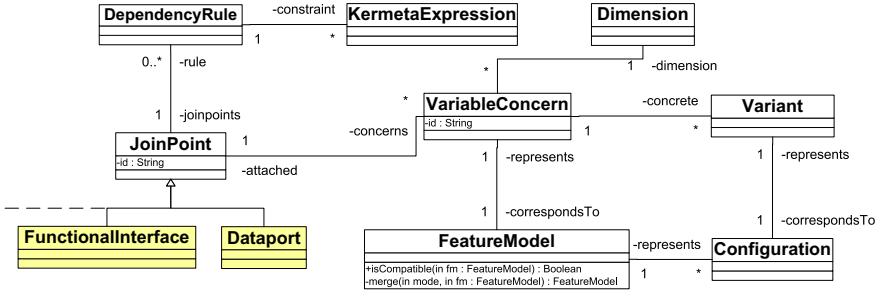 DependencyRule
-constraint
1
*
KermetaExpression
Dimension
1
-dimension
*
0..*
-rule
1
-joinpoints
JoinPoint
-id : String
1
-attached
*
-concerns
VariableConcern
-id : String
-concrete
1
*
Variant
1
-represents
1
-correspondsTo
1
-represents
1
-correspondsTo
FunctionalInterface
Dataport
FeatureModel
+isCompatible(in fm : FeatureModel) : Boolean
-merge(in mode, in fm : FeatureModel) : FeatureModel
-represents
1
*
Configuration